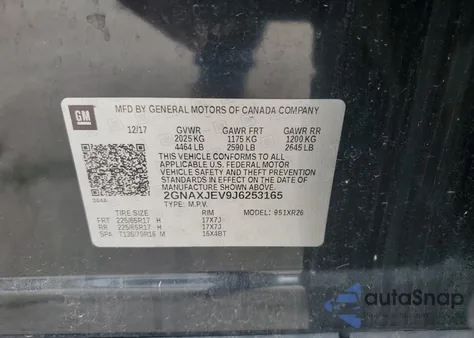 GM
MFD BY GENERAL MOTORS OF CANADA COMPANY
12/17 GVWR GAWR FRT GAWR RR
2025 KG 1175 KG 1200 KG
4464 LB 2590 LB 2645 LB
THIS VEHICLE CONFORMS TO ALL
APPLICABLE U.S. FEDERAL MOTOR
VEHICLE SAFETY, BUMPER, AND
THEFT PREVENTION STANDARDS
IN EFFECT ON THE DATE OF
MANUFACTURE SHOWN ABOVE.
2GNAXJEV9J6253165
TYPE: M.P.V. MODEL: 951XR26
TIRE SIZE RIM
FRT 225/65R17 H 17X7J
RR 225/65R17 H 17X7J
SPA T135/70R16 M 16X4BT
autoSnap